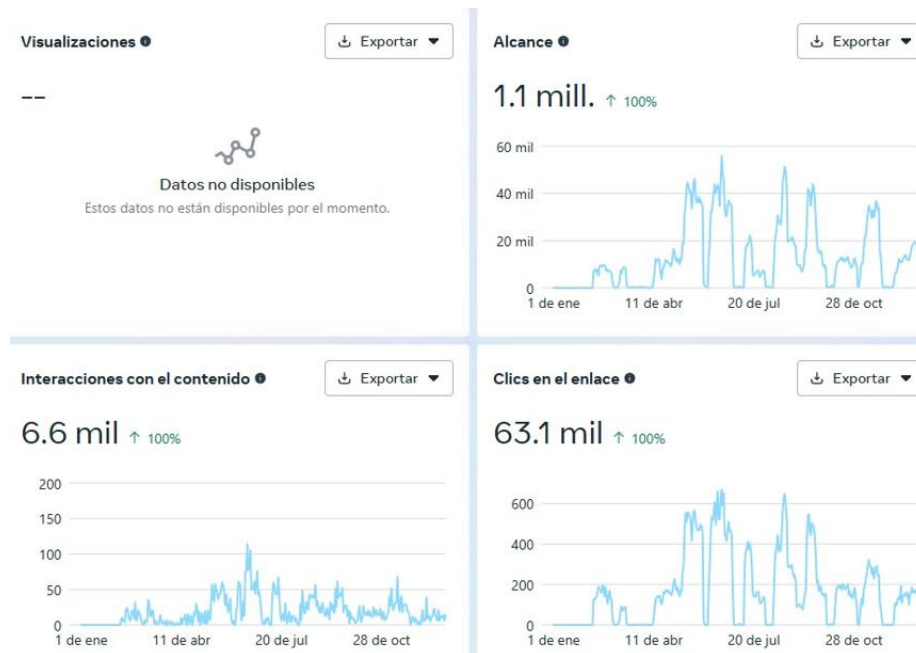 Visualizaciones
Exportar
--
Datos no disponibles
Estos datos no están disponibles por el momento.
Alcance
Exportar
1.1 mill. ↑ 100%
60 mil
40 mil
20 mil
0
1 de ene 11 de abr 20 de jul 28 de oct
Interacciones con el contenido
Exportar
6.6 mil ↑ 100%
200
150
100
50
0
1 de ene 11 de abr 20 de jul 28 de oct
Clics en el enlace
Exportar
63.1 mil ↑ 100%
600
400
200
0
1 de ene 11 de abr 20 de jul 28 de oct